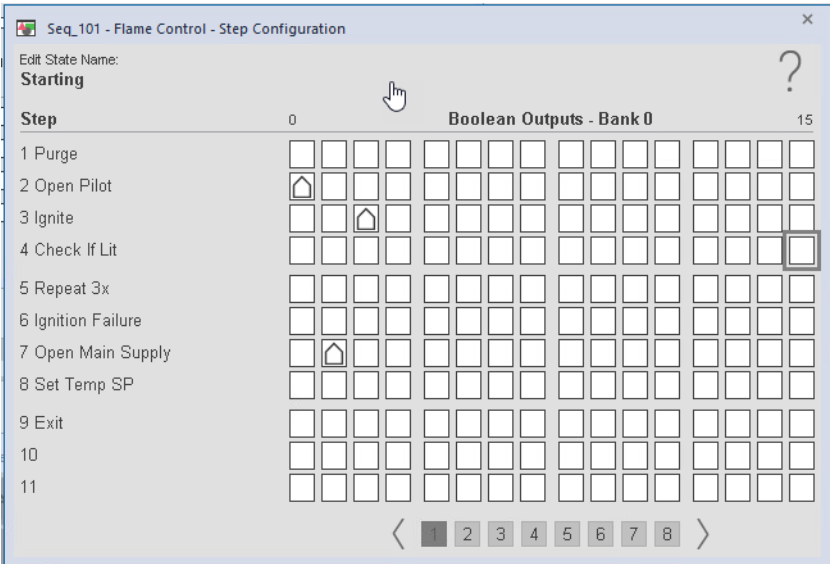 Seq_101 - Flame Control - Step Configuration
Edit State Name:
Starting
?
Step 0 Boolean Outputs - Bank 0 15
1 Purge
2 Open Pilot
3 Ignite
4 Check If Lit
5 Repeat 3x
6 Ignition Failure
7 Open Main Supply
8 Set Temp SP
9 Exit
10
11
1 2 3 4 5 6 7 8